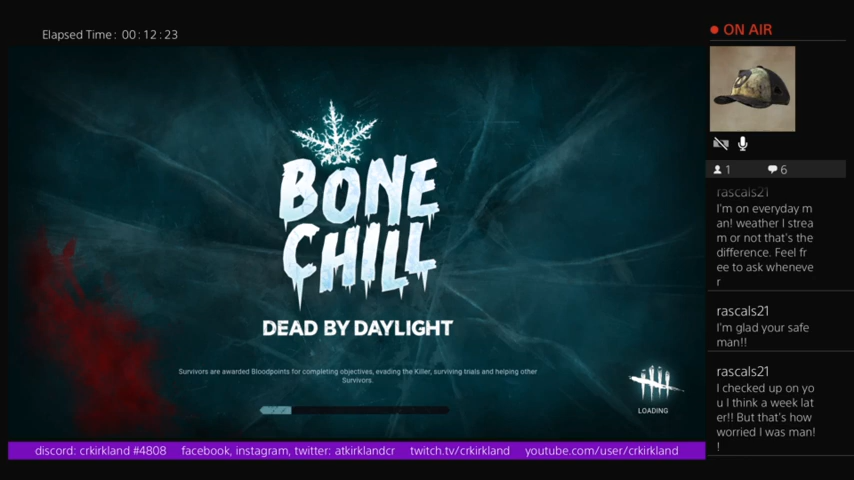 Elapsed Time: 00:12:23
ON AIR
1 6
rascals21
I'm on everyday m
an! weather I strea
m or not that's the
difference. Feel fr
ee to ask wheneve
r
rascals21
I'm glad your safe
man!!
rascals21
I checked up on yo
u I think a week lat
er!! But that's how
worried I was man!
!
BONE
CHILL
DEAD BY DAYLIGHT
Survivors are awarded Bloodpoints for completing objectives, evading the Killer, surviving trials and helping other
Survivors.
LOADING
discord: crkirkland #4808 facebook, instagram, twitter: atkirklandcr twitch.tv/crkirkland youtube.com/user/crkirkland